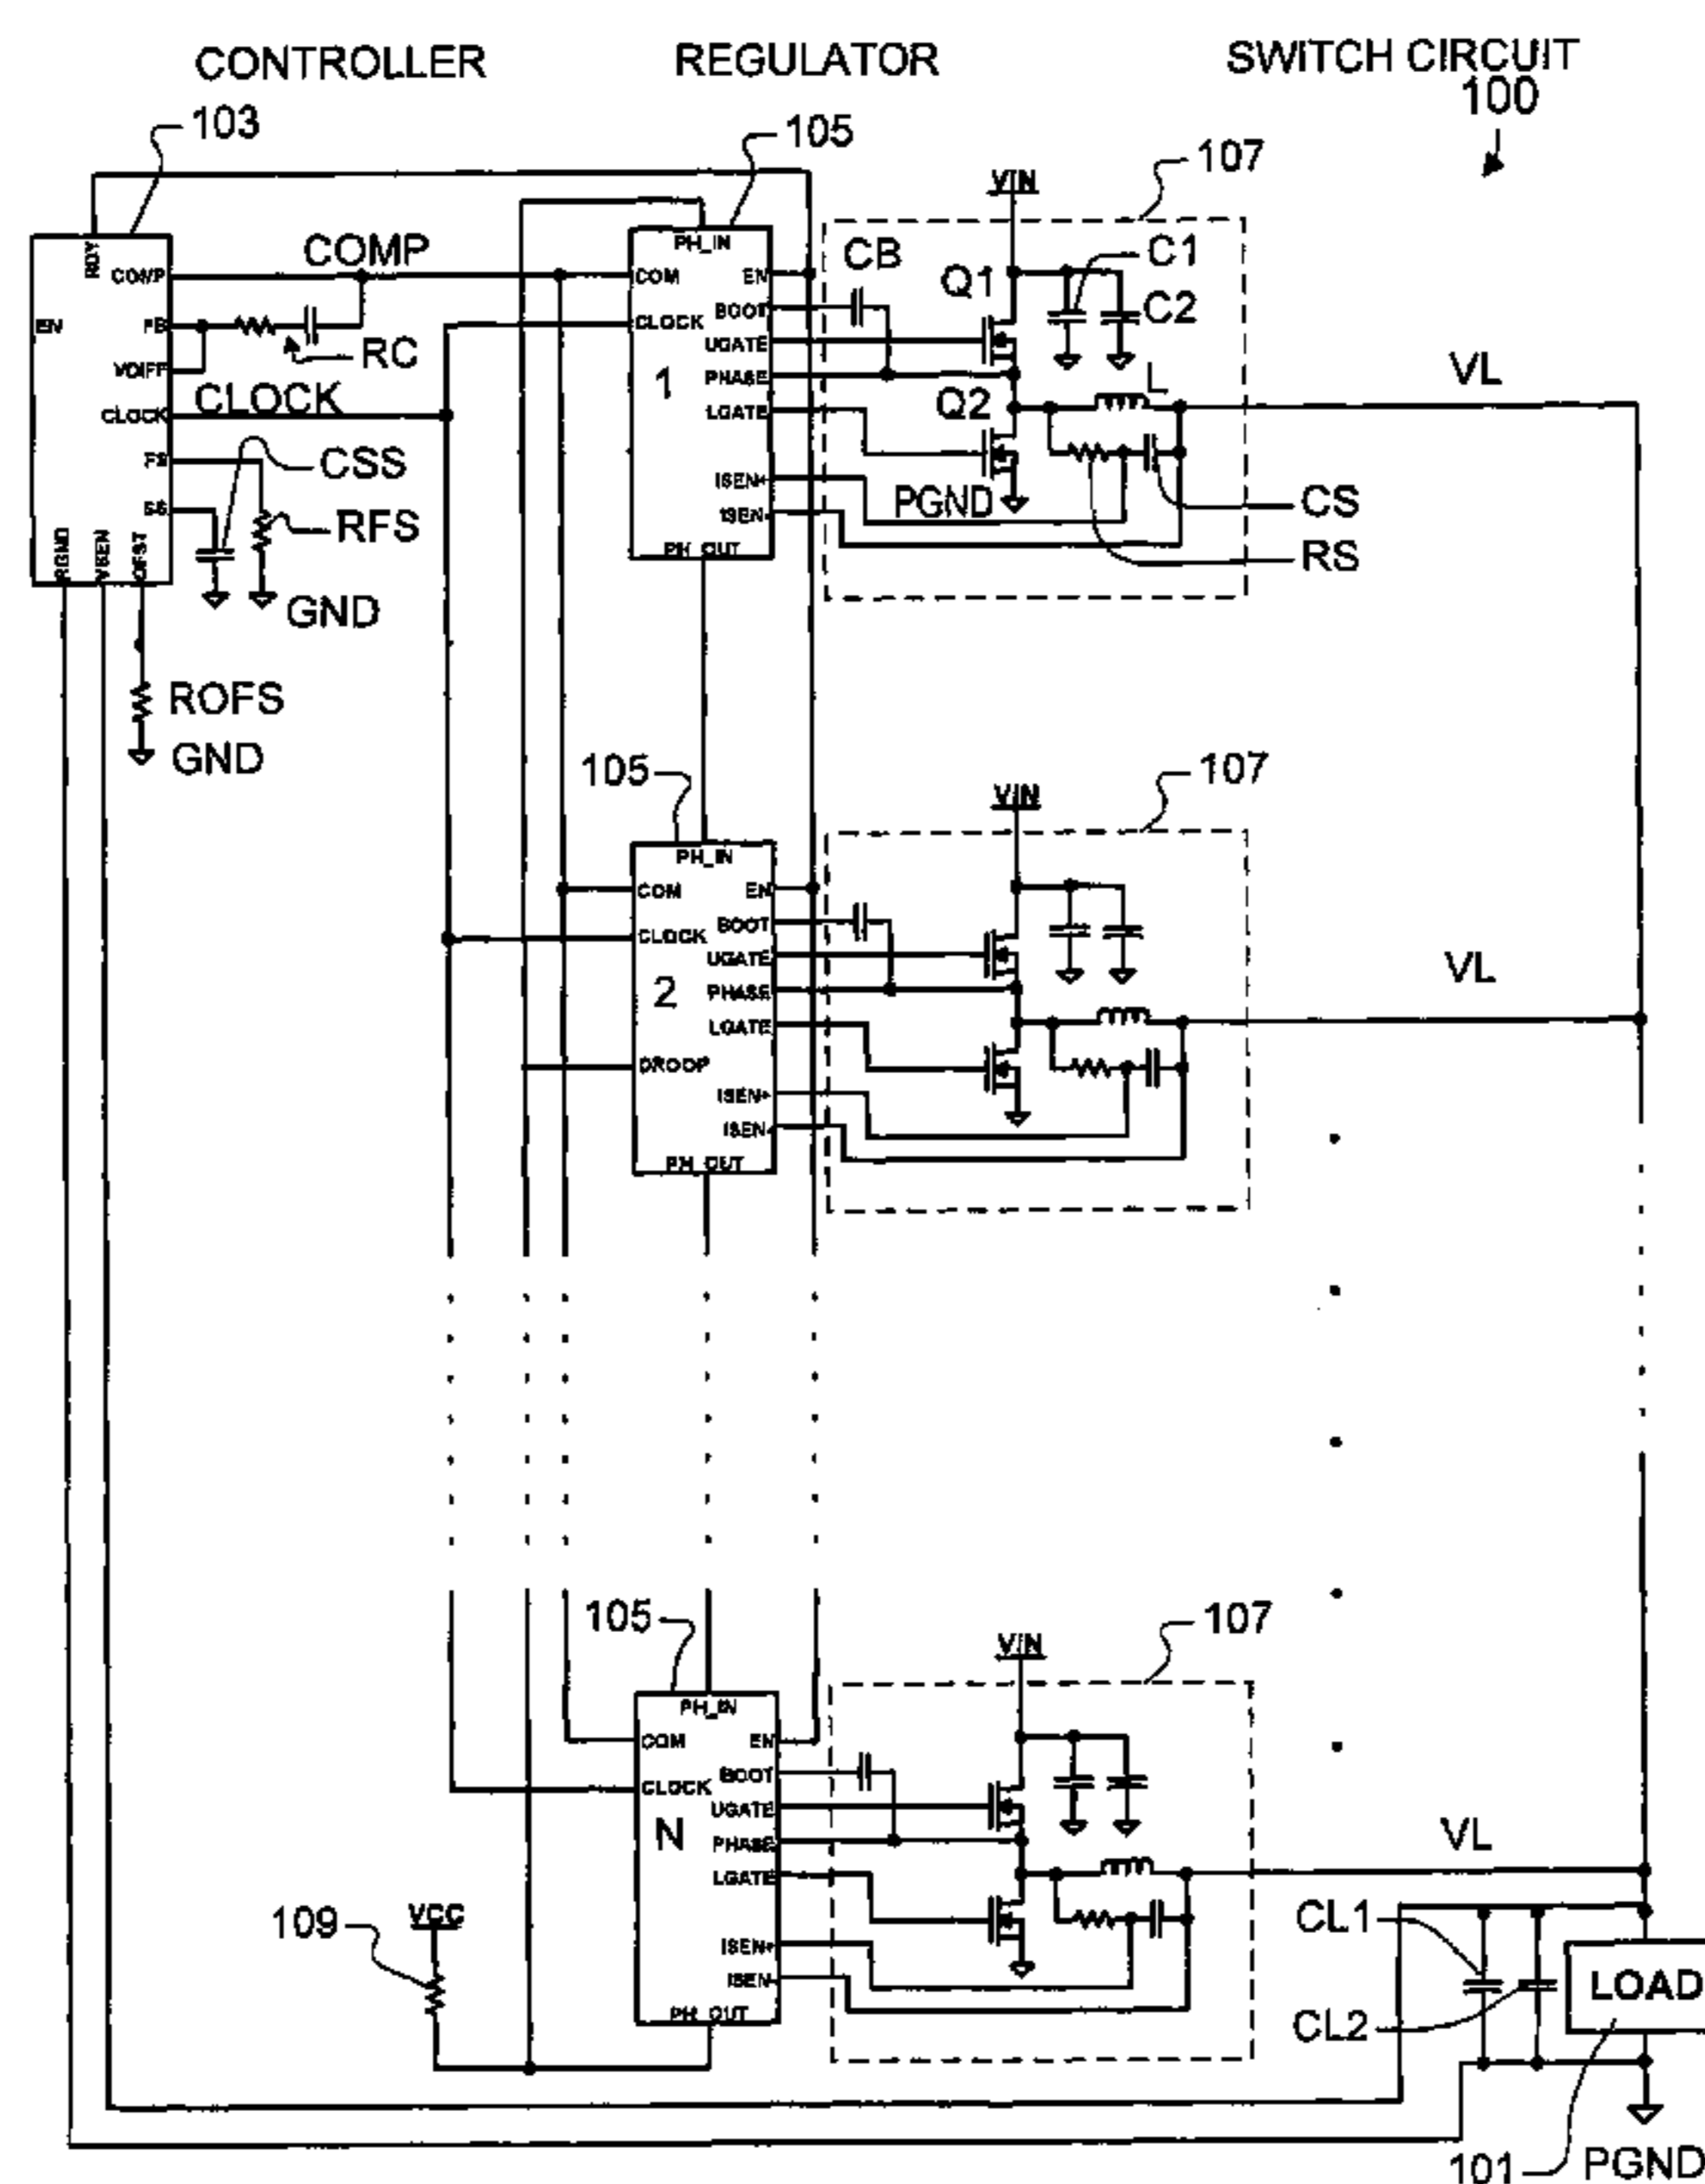 CONTROLLER
REGULATOR
SWITCH CIRCUIT
100
103
105
107
VIN
RDY
COMP
EN
FB
VDIFF
CLOCK
FS
SS
RGND
VSEN
OFST
COMP
RC
CLOCK
CSS
RFS
GND
ROFS
GND
PH_IN
COM
CLOCK
1
EN
BOOT
UGATE
PHASE
LGATE
ISEN+
ISEN-
PH_OUT
CB
Q1
C1
C2
Q2
L
PGND
CS
RS
VL
105
107
VIN
PH_IN
COM
CLOCK
2
DROOP
EN
BOOT
UGATE
PHASE
LGATE
ISEN+
ISEN-
PH_OUT
VL
105
107
VIN
PH_IN
COM
CLOCK
N
EN
BOOT
UGATE
PHASE
LGATE
ISEN+
ISEN-
PH_OUT
VL
109
VCC
CL1
CL2
LOAD
101
PGND